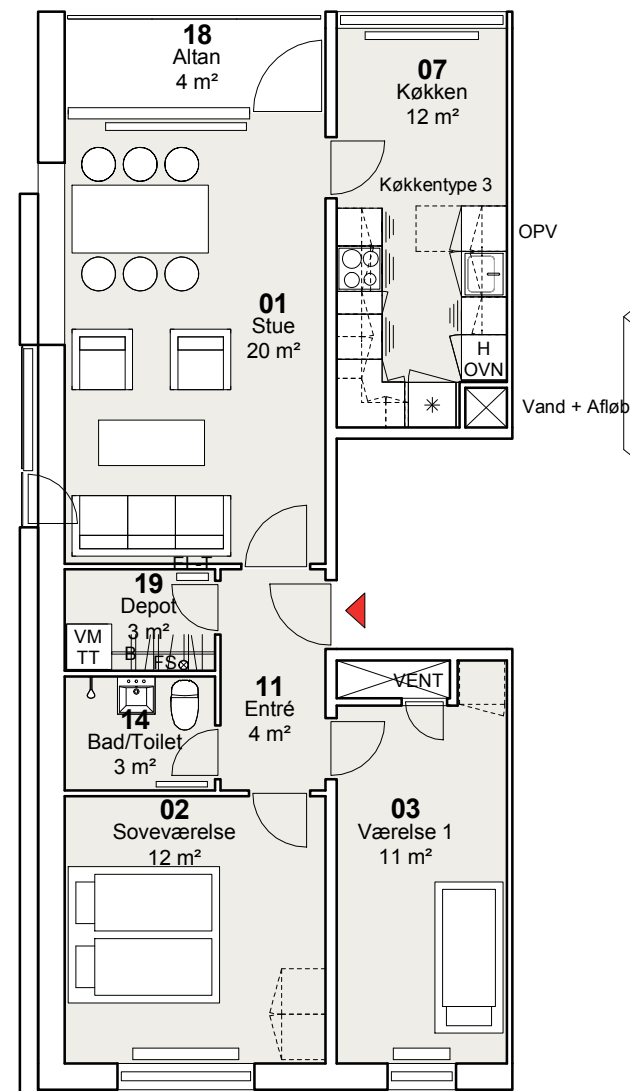 18
Altan
4 m²
07
Køkken
12 m²
Køkkentype 3
OPV
01
Stue
20 m²
H
OVN
Vand + Afløb
19
Depot
3 m²
VM
TT
B
FS
VENT
11
Entré
4 m²
14
Bad/Toilet
3 m²
02
Soveværelse
12 m²
03
Værelse 1
11 m²